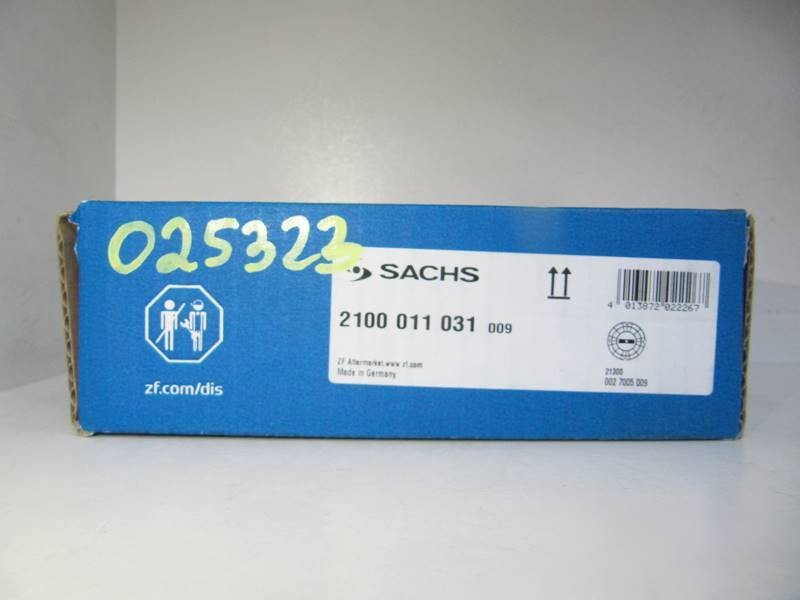 025323
SACHS
2100 011 031 009
ZF Aftermarket www.zf.com
Made in Germany
4 013872 022267
21300
002 7005 009
zf.com/dis